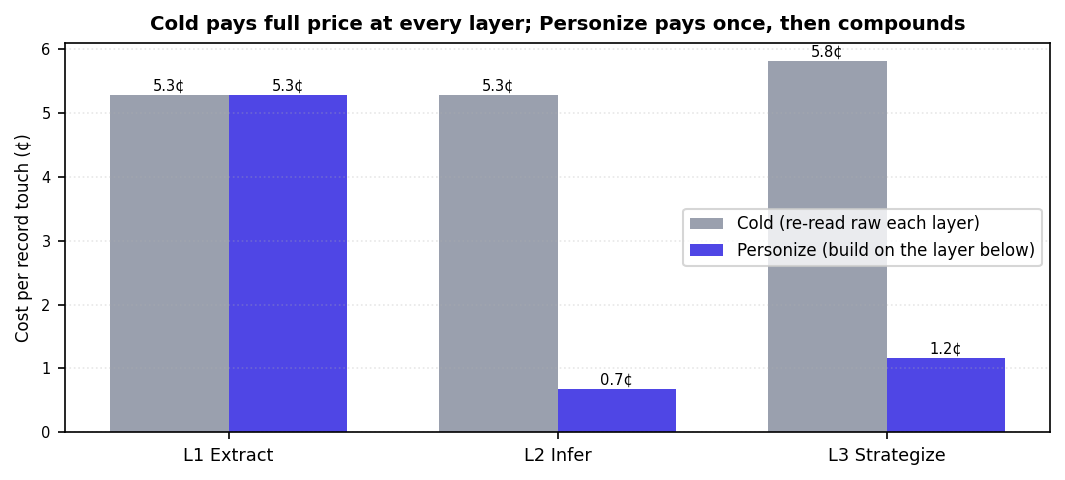 Cold pays full price at every layer; Personize pays once, then compounds
Cost per record touch (¢)
6
5
4
3
2
1
0
5.3¢
5.3¢
5.3¢
0.7¢
5.8¢
1.2¢
Cold (re-read raw each layer)
Personize (build on the layer below)
L1 Extract
L2 Infer
L3 Strategize